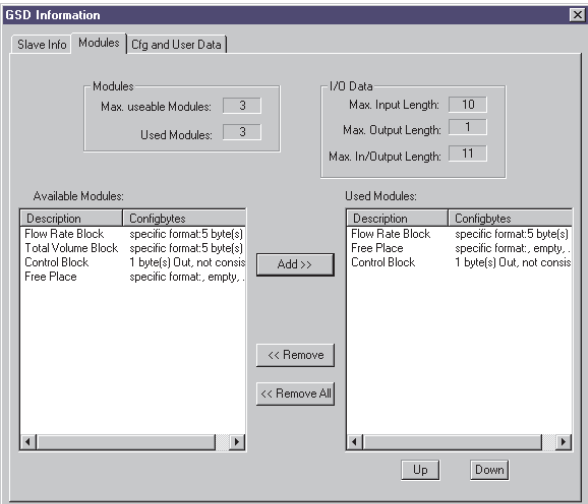 GSD Information
Slave Info Modules Cfg and User Data
Modules
Max. useable Modules: 3
Used Modules: 3
I/O Data
Max. Input Length: 10
Max. Output Length: 1
Max. In/Output Length: 11
Available Modules:
Description Configbytes
Flow Rate Block specific format:5 byte(s)
Total Volume Block specific format:5 byte(s)
Control Block 1 byte(s) Out, not consis
Free Place specific format:, empty, .
Add >>
<< Remove
<< Remove All
Used Modules:
Description Configbytes
Flow Rate Block specific format:5 byte(s)
Free Place specific format:, empty, .
Control Block 1 byte(s) Out, not consis
Up Down